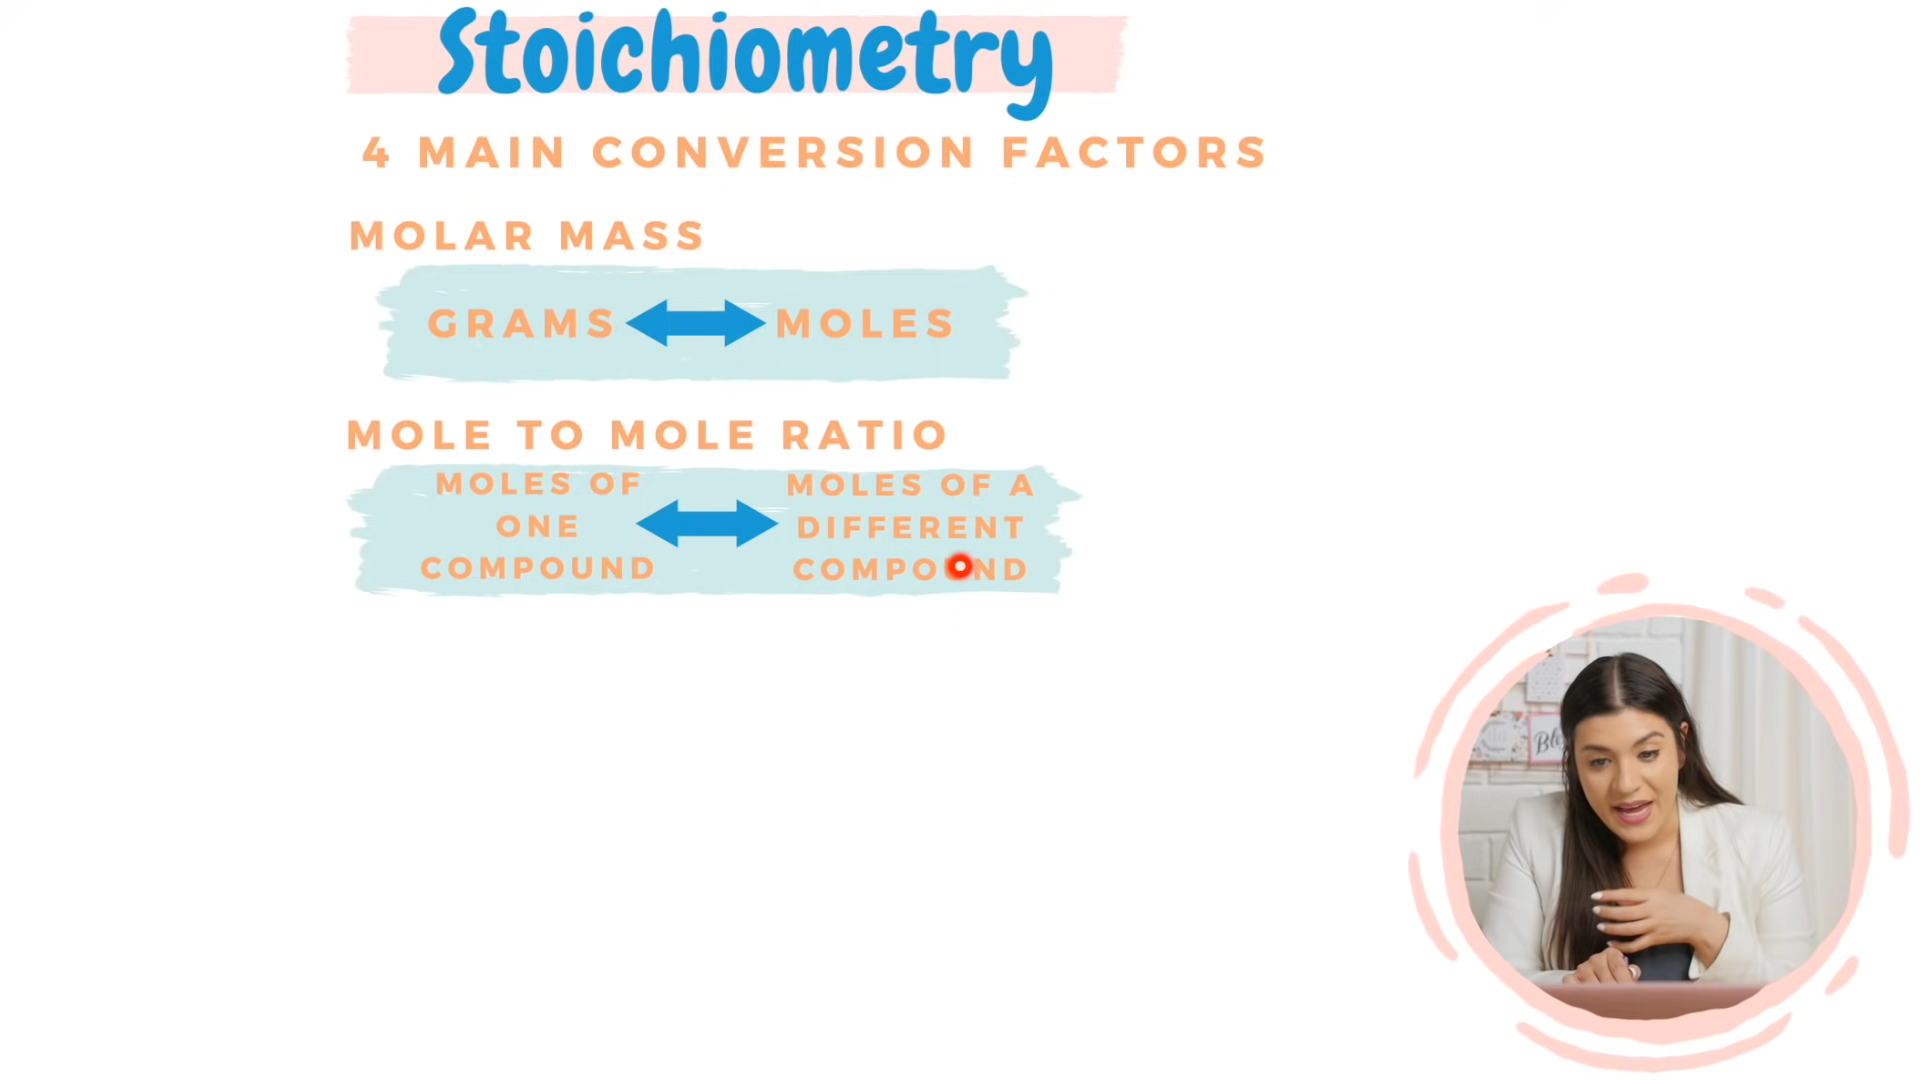 Stoichiometry
4 MAIN CONVERSION FACTORS
MOLAR MASS
GRAMS MOLES
MOLE TO MOLE RATIO
MOLES OF
ONE
COMPOUND
MOLES OF A
DIFFERENT
COMPOUND